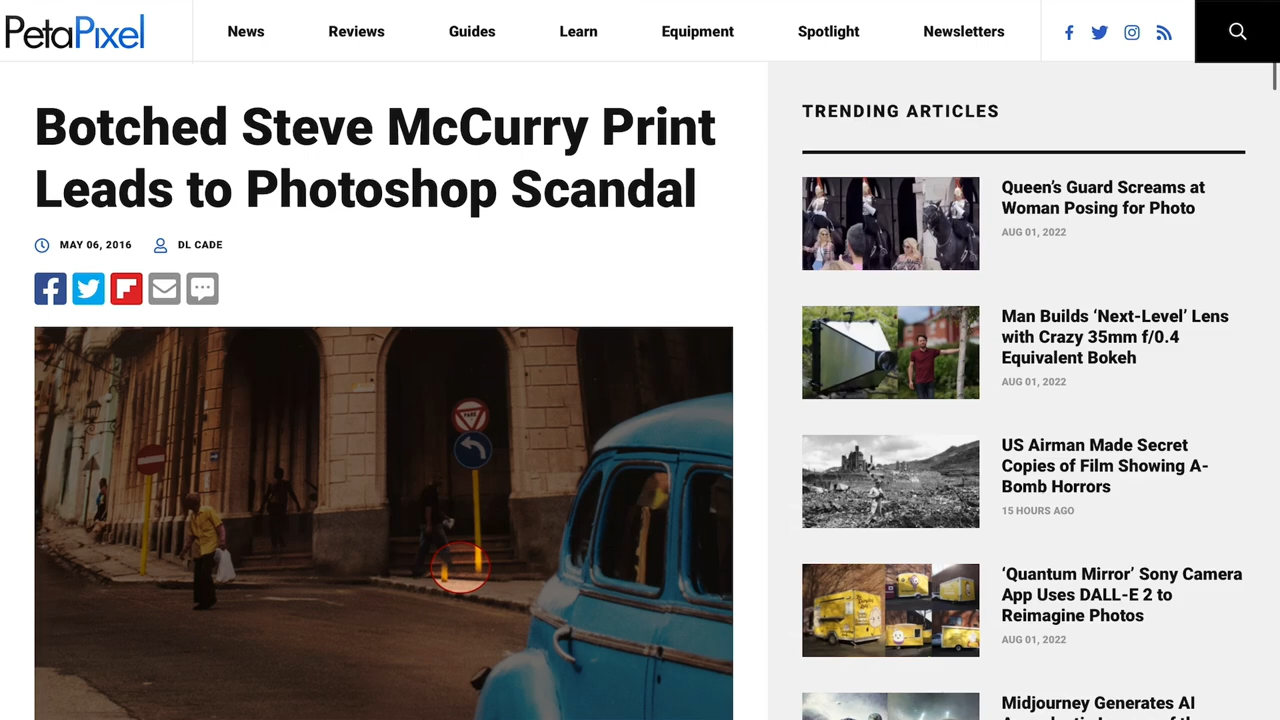 PetaPixel
News
Reviews
Guides
Learn
Equipment
Spotlight
Newsletters
Botched Steve McCurry Print
Leads to Photoshop Scandal
MAY 06, 2016
DL CADE
PARE
TRENDING ARTICLES
Queen’s Guard Screams at
Woman Posing for Photo
AUG 01, 2022
Man Builds ‘Next-Level’ Lens
with Crazy 35mm f/0.4
Equivalent Bokeh
AUG 01, 2022
US Airman Made Secret
Copies of Film Showing A-
Bomb Horrors
15 HOURS AGO
‘Quantum Mirror’ Sony Camera
App Uses DALL-E 2 to
Reimagine Photos
AUG 01, 2022
Midjourney Generates AI